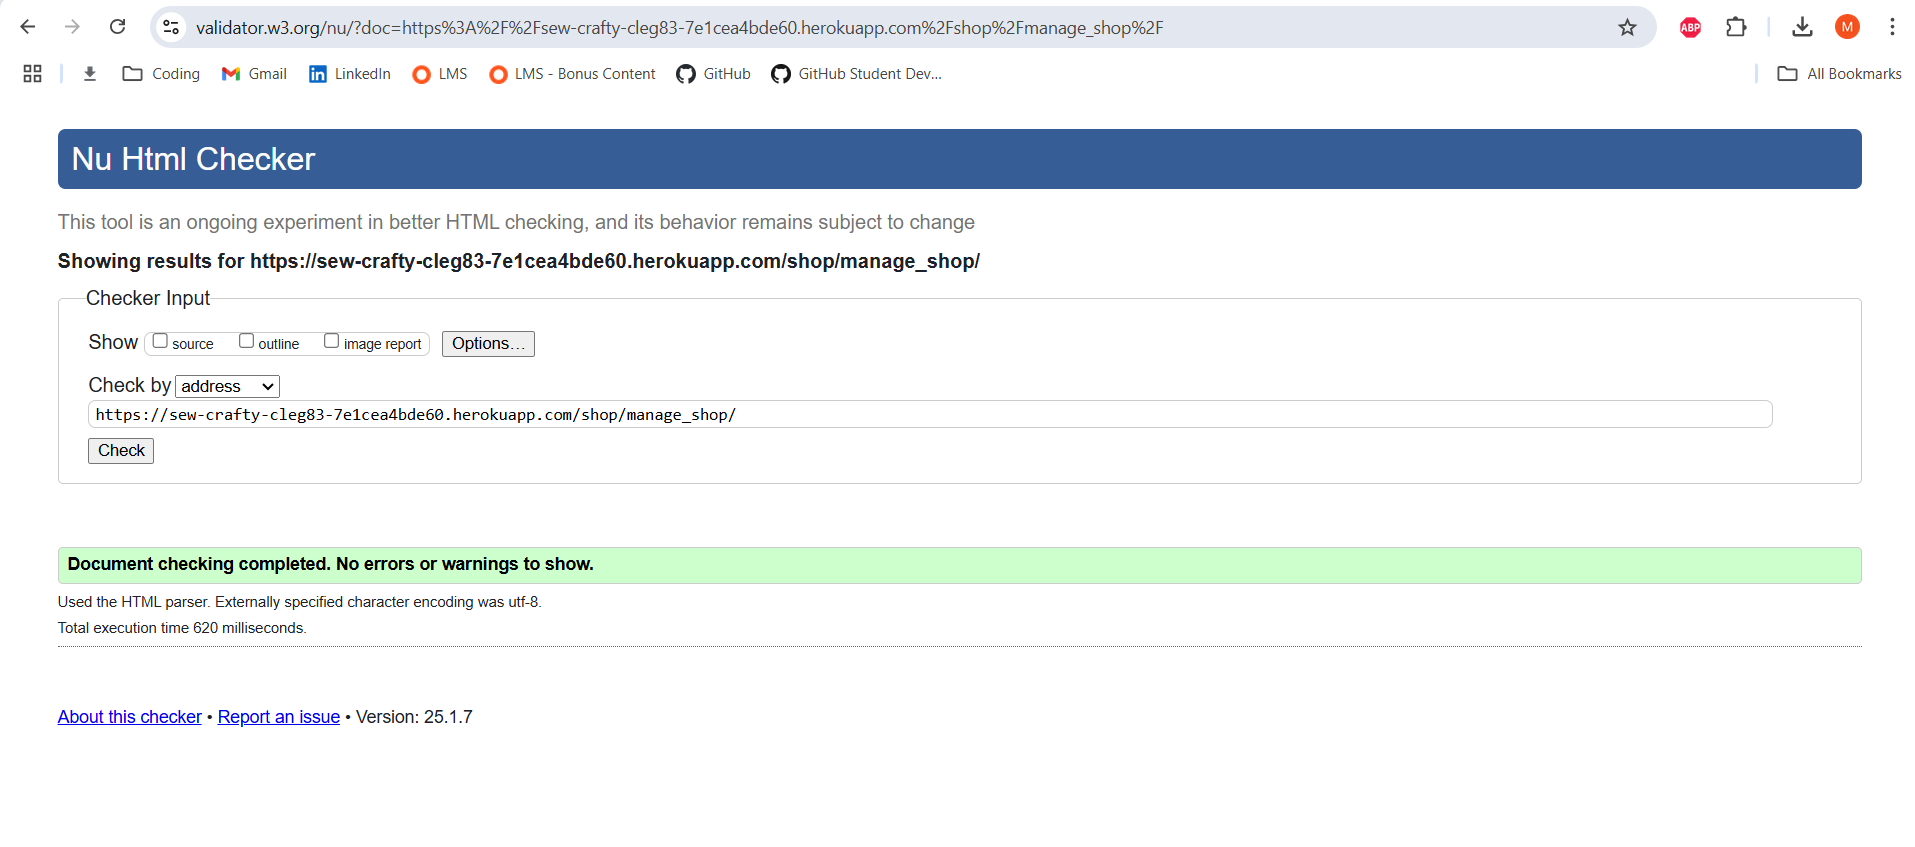 validator.w3.org/nu/?doc=https%3A%2F%2Fsew-crafty-cleg83-7e1cea4bde60.herokuapp.com%2Fshop%2Fmanage_shop%2F
ABP
M
Coding Gmail LinkedIn LMS LMS - Bonus Content GitHub GitHub Student Dev... All Bookmarks
Nu Html Checker
This tool is an ongoing experiment in better HTML checking, and its behavior remains subject to change
Showing results for https://sew-crafty-cleg83-7e1cea4bde60.herokuapp.com/shop/manage_shop/
Checker Input
Show source outline image report Options...
Check by address
https://sew-crafty-cleg83-7e1cea4bde60.herokuapp.com/shop/manage_shop/
Check
Document checking completed. No errors or warnings to show.
Used the HTML parser. Externally specified character encoding was utf-8.
Total execution time 620 milliseconds.
About this checker • Report an issue • Version: 25.1.7